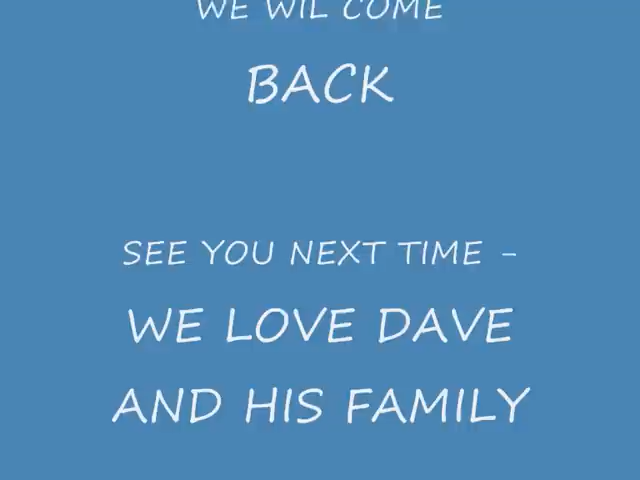 WE WIL COME
BACK
SEE YOU NEXT TIME -
WE LOVE DAVE
AND HIS FAMILY